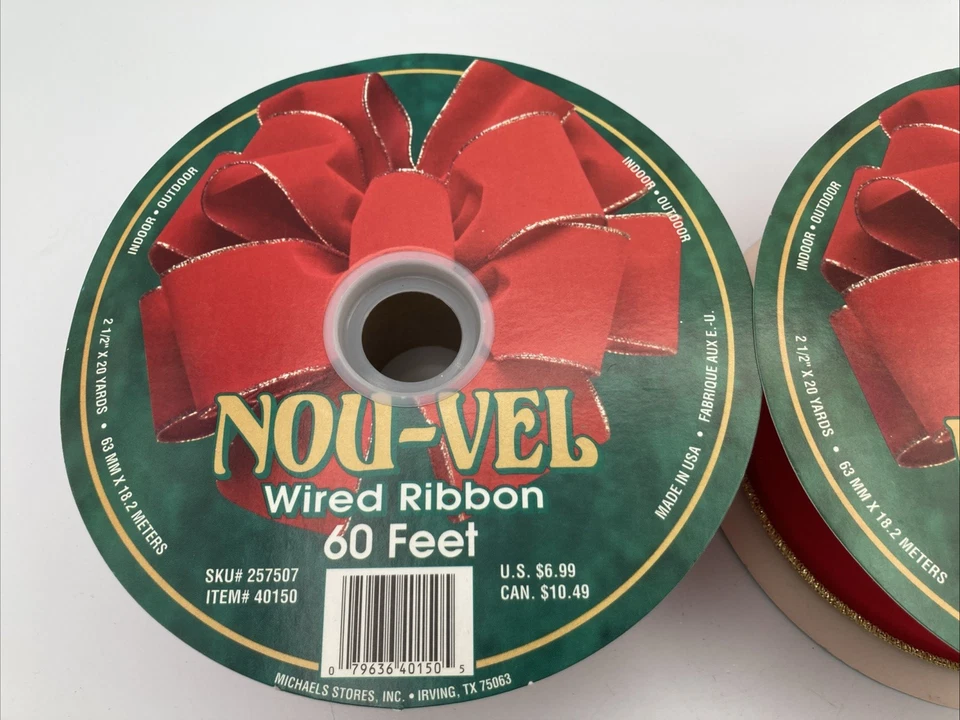 INDOOR • OUTDOOR
INDOOR • OUTDOOR
2 1/2" X 20 YARDS • 63 MM X 18.2 METERS
MADE IN USA • FABRIQUE AUX E.-U.
NOU-VEL
Wired Ribbon
60 Feet
SKU# 257507
ITEM# 40150
U.S. $6.99
CAN. $10.49
0 79636 40150 5
MICHAELS STORES, INC. • IRVING, TX 75063
INDOOR • OUTDOOR
2 1/2" X 20 YARDS • 63 MM X 18.2 METERS